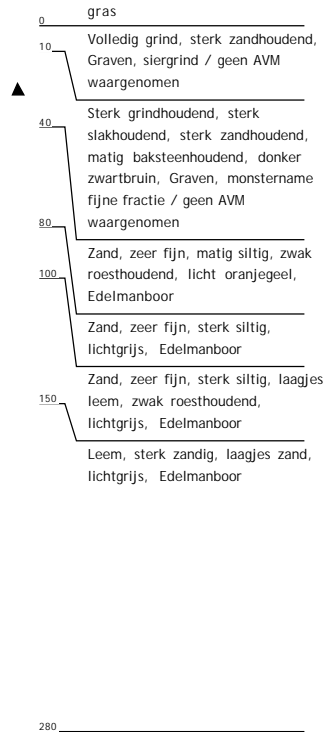 gras
0
Volledig grind, sterk zandhoudend,
10
Graven, siergrind / geen AVM
waargenomen
Sterk grindhoudend, sterk
40
slakhoudend, sterk zandhoudend,
matig baksteenhoudend, donker
zwartbruin, Graven, monstername
fijne fractie / geen AVM
waargenomen
80
Zand, zeer fijn, matig siltig, zwak
roesthoudend, licht oranjegeel,
100
Edelmanboor
Zand, zeer fijn, sterk siltig,
lichtgrijs, Edelmanboor
Zand, zeer fijn, sterk siltig, laagjes
leem, zwak roesthoudend,
150
lichtgrijs, Edelmanboor
Leem, sterk zandig, laagjes zand,
lichtgrijs, Edelmanboor
280